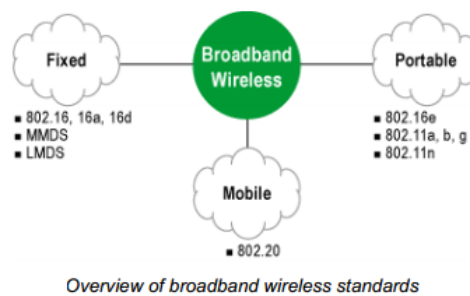 Fixed
Broadband
Wireless
Portable
■ 802.16, 16a, 16d
■ MMDS
■ LMDS
■ 802.16e
■ 802.11a, b, g
■ 802.11n
Mobile
■ 802.20
Overview of broadband wireless standards